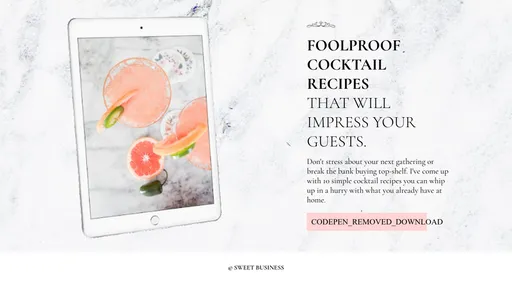 FOOLPROOF
COCKTAIL
RECIPES
THAT WILL
IMPRESS YOUR
GUESTS.
Don't stress about your next gathering or
break the bank buying top-shelf. I've come up
with 10 simple cocktail recipes you can whip
up in a hurry with what you already have at
home.
CODEPEN_REMOVED_DOWNLOAD
© SWEET BUSINESS